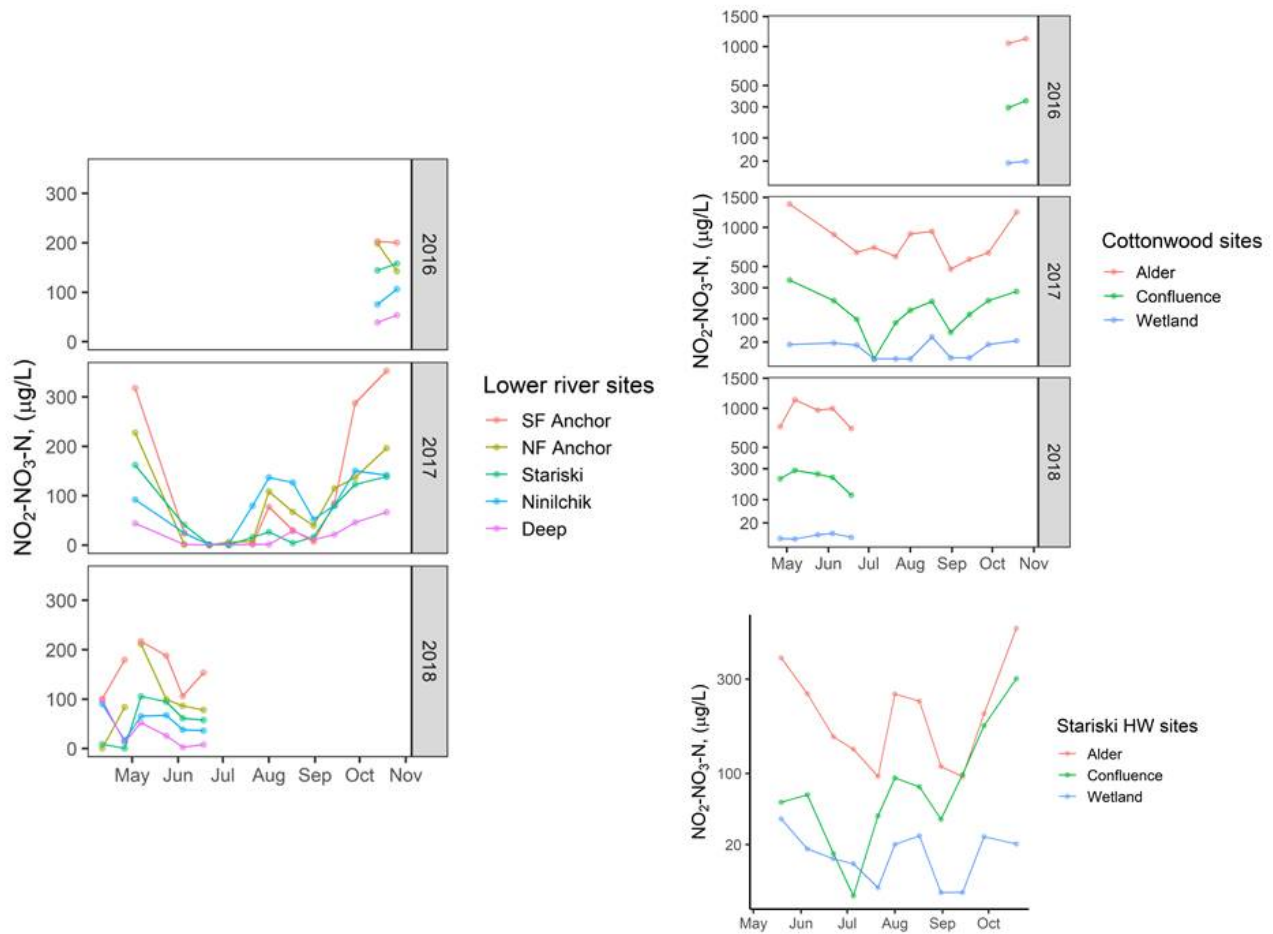 NO2-NO3-N, (µg/L)
300
200
100
0
2016
300
200
100
0
2017
300
200
100
0
2018
May Jun Jul Aug Sep Oct Nov
Lower river sites
SF Anchor
NF Anchor
Stariski
Ninilchik
Deep
NO2-NO3-N, (µg/L)
1500
1000
500
300
100
20
2016
1500
1000
500
300
100
20
2017
1500
1000
500
300
100
20
2018
May Jun Jul Aug Sep Oct Nov
Cottonwood sites
Alder
Confluence
Wetland
NO2-NO3-N, (µg/L)
300
100
20
May Jun Jul Aug Sep Oct
Stariski HW sites
Alder
Confluence
Wetland